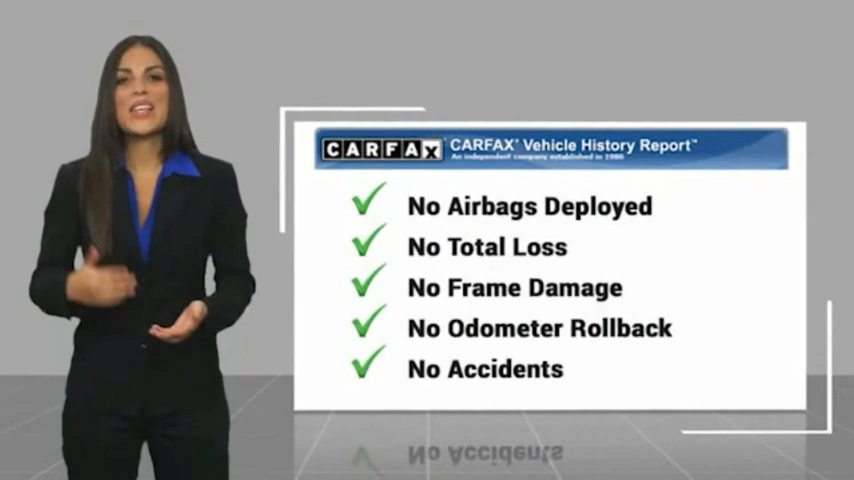 CARFAX CARFAX® Vehicle History Report™
An independent company established in 1986
No Airbags Deployed
No Total Loss
No Frame Damage
No Odometer Rollback
No Accidents
No Accidents